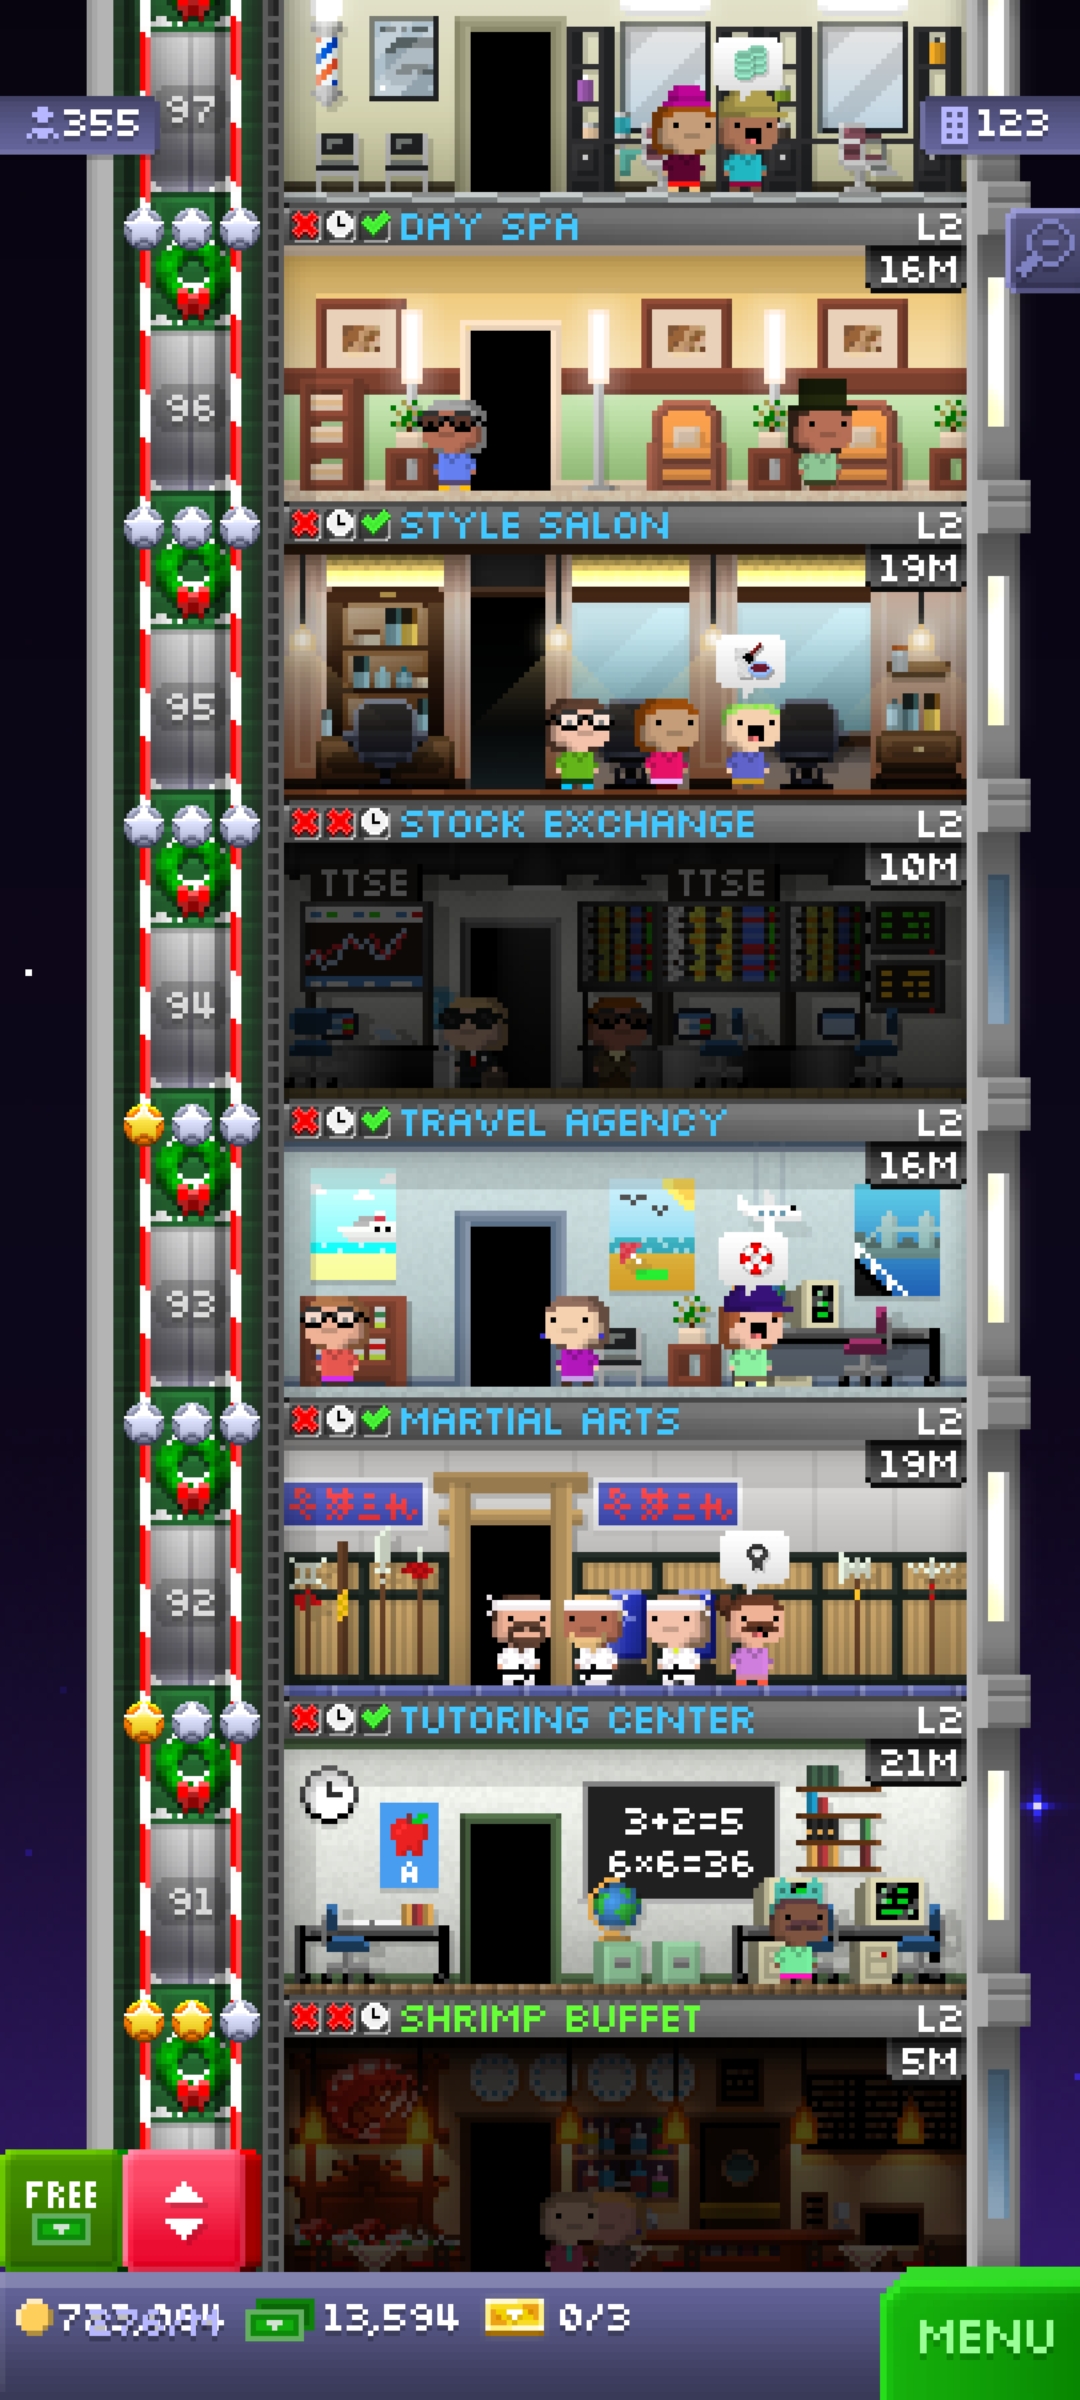 97
355
123
DAY SPA L2
16M
96
STYLE SALON L2
19M
95
STOCK EXCHANGE L2
10M
TTSE TTSE
94
TRAVEL AGENCY L2
16M
93
MARTIAL ARTS L2
19M
92
TUTORING CENTER L2
21M
3+2=5
6×6=36
A
91
SHRIMP BUFFET L2
5M
FREE
13,594 0/3
MENU